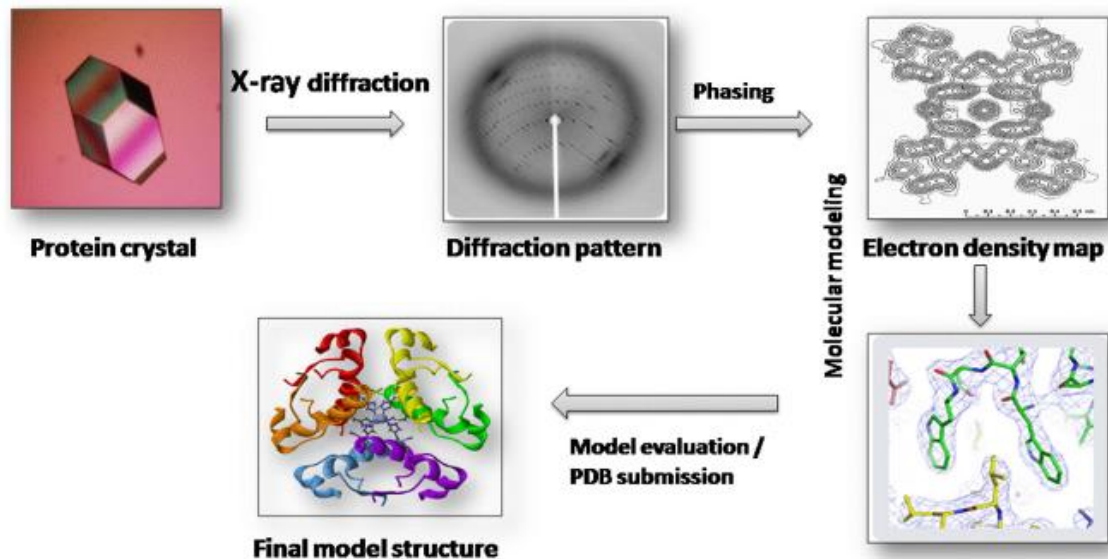 X-ray diffraction
Phasing
Protein crystal
Diffraction pattern
Electron density map
Molecular modeling
Model evaluation /
PDB submission
Final model structure